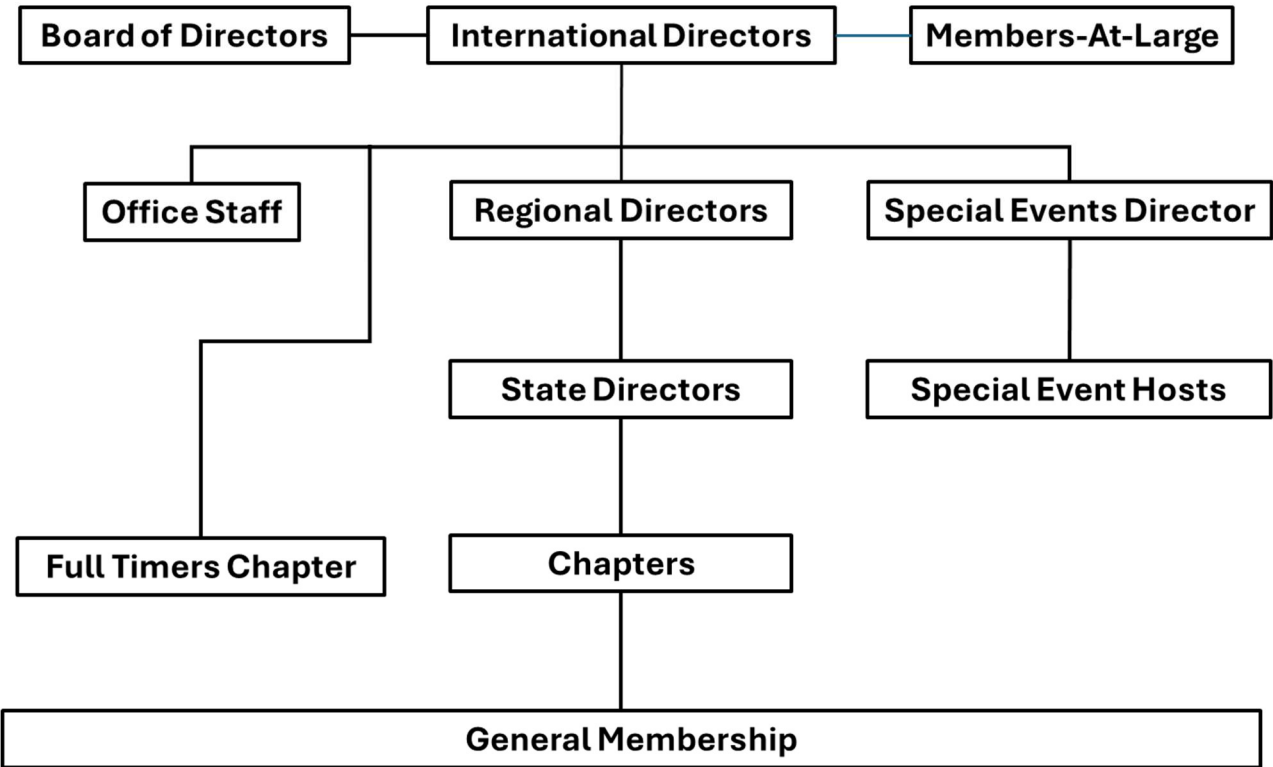 Board of Directors
International Directors
Members-At-Large
Office Staff
Regional Directors
Special Events Director
State Directors
Special Event Hosts
Full Timers Chapter
Chapters
General Membership